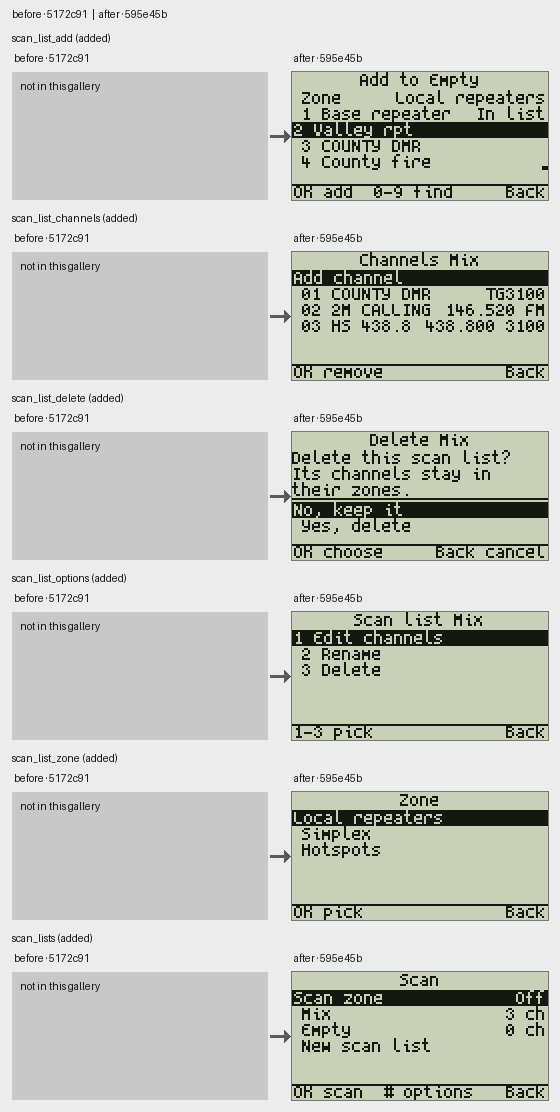 before · 5172c91 | after · 595e45b
scan_list_add (added)
before · 5172c91
after · 595e45b
not in this gallery
Add to Empty
Zone Local repeaters
1 Base repeater In list
2 Valley rpt
3 COUNTY DMR
4 County fire
OK add 0-9 find Back
scan_list_channels (added)
before · 5172c91
after · 595e45b
not in this gallery
Channels Mix
Add channel
01 COUNTY DMR TG3100
02 2M CALLING 146.520 FM
03 HS 438.8 438.800 3100
OK remove Back
scan_list_delete (added)
before · 5172c91
after · 595e45b
not in this gallery
Delete Mix
Delete this scan list?
Its channels stay in
their zones.
No, keep it
Yes, delete
OK choose Back cancel
scan_list_options (added)
before · 5172c91
after · 595e45b
not in this gallery
Scan list Mix
1 Edit channels
2 Rename
3 Delete
1-3 pick Back
scan_list_zone (added)
before · 5172c91
after · 595e45b
not in this gallery
Zone
Local repeaters
Simplex
Hotspots
OK pick Back
scan_lists (added)
before · 5172c91
after · 595e45b
not in this gallery
Scan
Scan zone Off
Mix 3 ch
Empty 0 ch
New scan list
OK scan # options Back